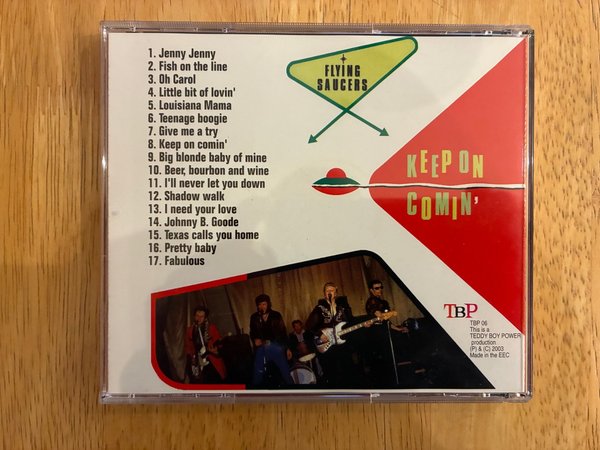 1. Jenny Jenny
2. Fish on the line
3. Oh Carol
4. Little bit of lovin'
5. Louisiana Mama
6. Teenage boogie
7. Give me a try
8. Keep on comin'
9. Big blonde baby of mine
10. Beer, bourbon and wine
11. I'll never let you down
12. Shadow walk
13. I need your love
14. Johnny B. Goode
15. Texas calls you home
16. Pretty baby
17. Fabulous
FLYING
SAUCERS
KEEP ON
COMIN'
TBP
TBP 06
This is a
TEDDY BOY POWER
production
(P) & (C) 2003
Made in the EEC